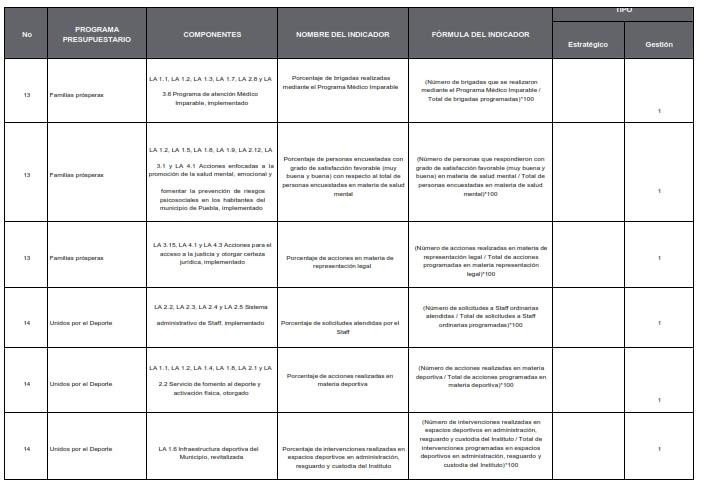 TIPO
No
PROGRAMA
PRESUPUESTARIO
COMPONENTES
NOMBRE DEL INDICADOR
FÓRMULA DEL INDICADOR
Estratégico
Gestión
13
Familias prósperas
LA 1.1, LA 1.2, LA 1.3, LA 1.7, LA 2.8 y LA
3.6 Programa de atención Médico
Imparable, implementado
Porcentaje de brigadas realizadas
mediante el Programa Médico Imparable
(Número de brigadas que se realizaron
mediante el Programa Médico Imparable /
Total de brigadas programadas)*100
1
13
Familias prósperas
LA 1.2, LA 1.5, LA 1.8, LA 1.9, LA 2.12, LA
3.1 y LA 4.1 Acciones enfocadas a la
promoción de la salud mental, emocional y
fomentar la prevención de riesgos
psicosociales en los habitantes del
municipio de Puebla, implementado
Porcentaje de personas encuestadas con
grado de satisfacción favorable (muy
buena y buena) con respecto al total de
personas encuestadas en materia de salud
mental
(Número de personas que respondieron con
grado de satisfacción favorable (muy buena y
buena) en materia de salud mental / Total de
personas encuestadas en materia de salud
mental)*100
1
13
Familias prósperas
LA 3.15, LA 4.1 y LA 4.3 Acciones para el
acceso a la justicia y otorgar certeza
jurídica, implementado
Porcentaje de acciones en materia de
representación legal
(Número de acciones realizadas en materia de
representación legal / Total de acciones
programadas en materia representación
legal)*100
1
14
Unidos por el Deporte
LA 2.2, LA 2.3, LA 2.4 y LA 2.5 Sistema
administrativo de Staff, implementado
Porcentaje de solicitudes atendidas por el
Staff
(Número de solicitudes a Staff ordinarias
atendidas / Total de solicitudes a Staff
ordinarias programadas)*100
1
14
Unidos por el Deporte
LA 1.1, LA 1.2, LA 1.4, LA 1.8, LA 2.1 y LA
2.2 Servicio de fomento al deporte y
activación física, otorgado
Porcentaje de acciones realizadas en
materia deportiva
(Número de acciones realizadas en materia
deportiva / Total de acciones programadas en
materia deportiva)*100
1
14
Unidos por el Deporte
LA 1.6 Infraestructura deportiva del
Municipio, revitalizada
Porcentaje de intervenciones realizadas en
espacios deportivos en administración,
resguardo y custodia del Instituto
(Número de intervenciones realizadas en
espacios deportivos en administración,
resguardo y custodia del Instituto / Total de
intervenciones programadas en espacios
deportivos en administración, resguardo y
custodia del Instituto)*100
1